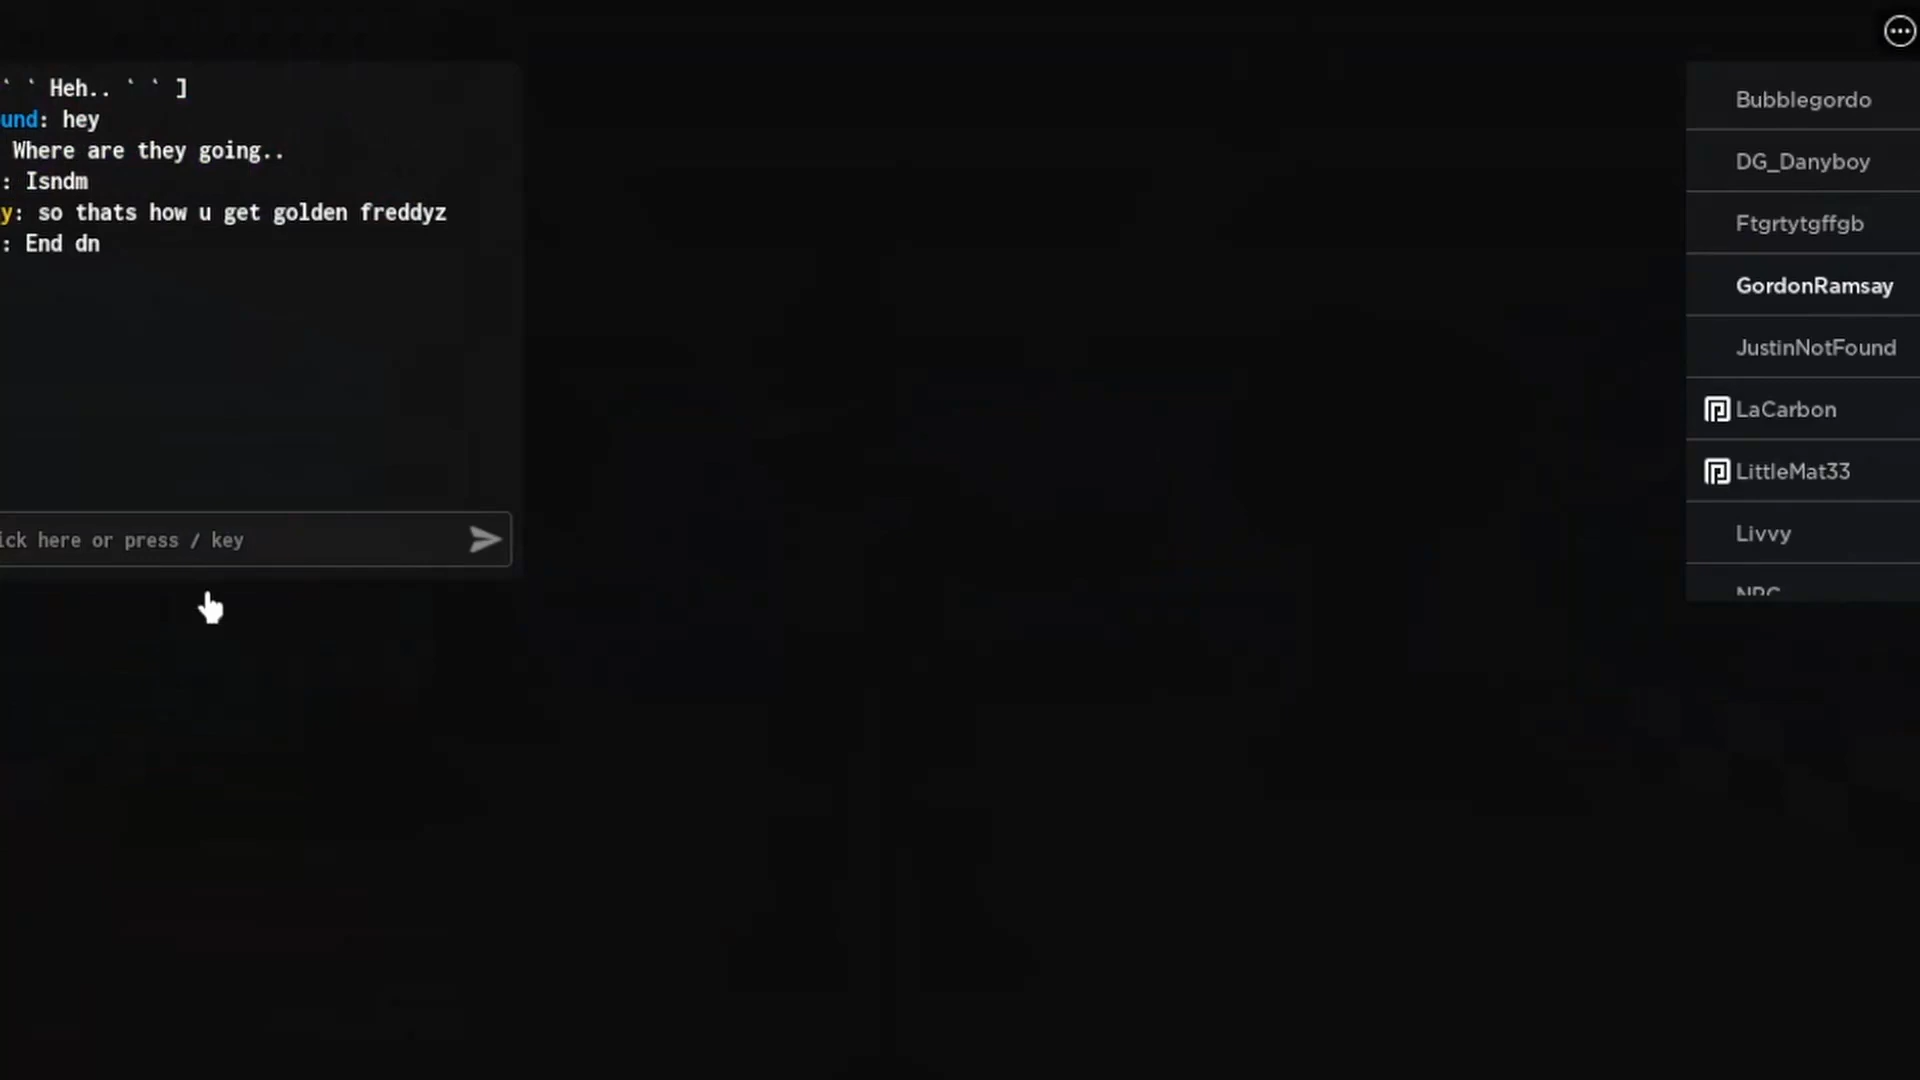 ` ` Heh.. ` ` ]
und: hey
Where are they going..
: Isndm
y: so thats how u get golden freddyz
: End dn
ick here or press / key
Bubblegordo
DG_Danyboy
Ftgrtytgffgb
GordonRamsay
JustinNotFound
LaCarbon
LittleMat33
Livvy